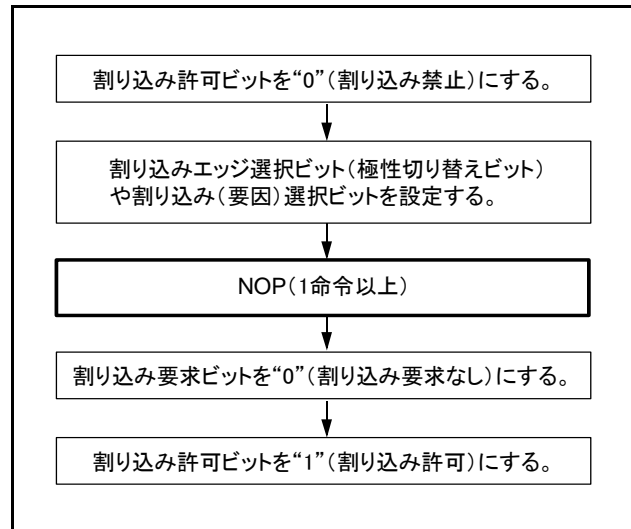 割り込み許可ビットを“0”(割り込み禁止)にする。
割り込みエッジ選択ビット(極性切り替えビット)
や割り込み(要因)選択ビットを設定する。
NOP(1命令以上)
割り込み要求ビットを“0”(割り込み要求なし)にする。
割り込み許可ビットを“1”(割り込み許可)にする。